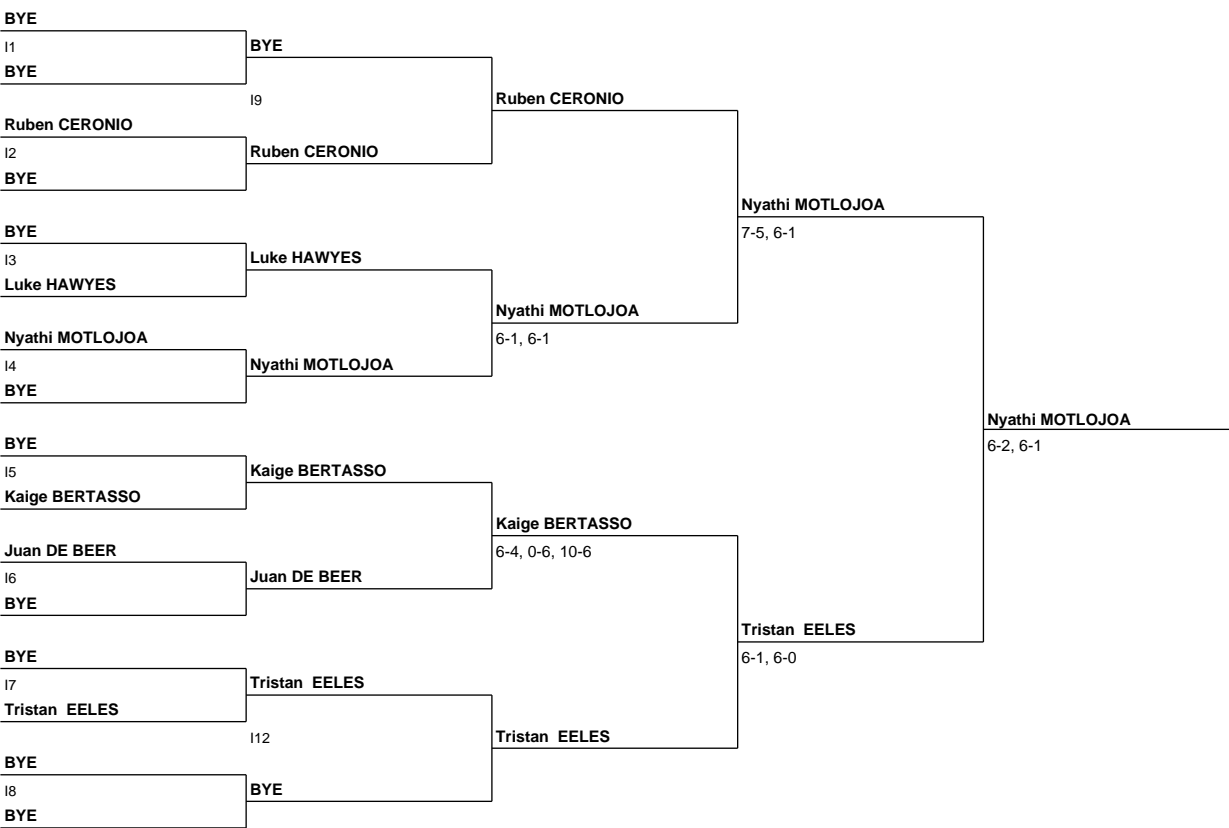 BYE
I1
BYE
BYE
I9
Ruben CERONIO
Ruben CERONIO
I2
Ruben CERONIO
BYE
Nyathi MOTLOJOA
7-5, 6-1
BYE
I3
Luke HAWYES
Luke HAWYES
Nyathi MOTLOJOA
6-1, 6-1
Nyathi MOTLOJOA
I4
Nyathi MOTLOJOA
BYE
Nyathi MOTLOJOA
6-2, 6-1
BYE
I5
Kaige BERTASSO
Kaige BERTASSO
Kaige BERTASSO
6-4, 0-6, 10-6
Juan DE BEER
I6
Juan DE BEER
BYE
Tristan EELES
6-1, 6-0
BYE
I7
Tristan EELES
Tristan EELES
I12
Tristan EELES
BYE
I8
BYE
BYE